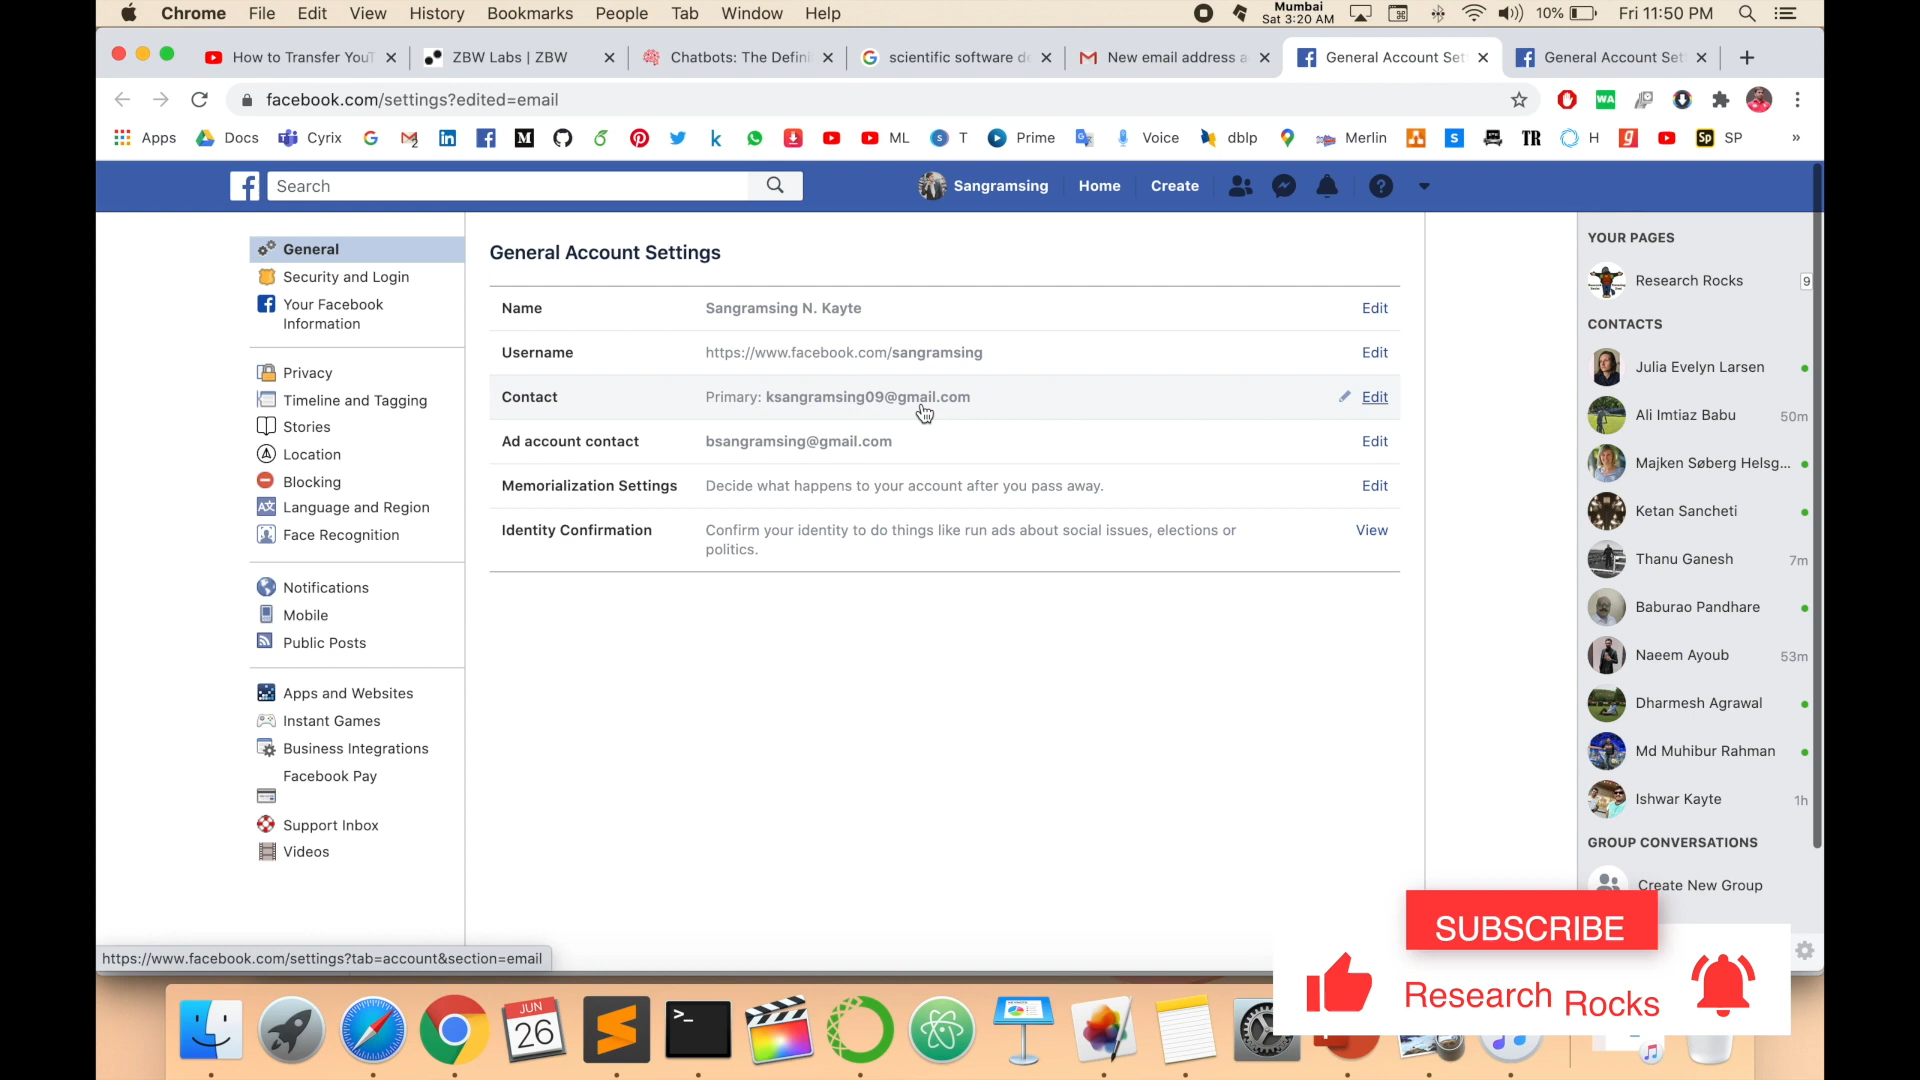 Chrome File Edit View History Bookmarks People Tab Window Help
Mumbai
Sat 3:20 AM
10% Fri 11:50 PM
How to Transfer YouT
ZBW Labs | ZBW
Chatbots: The Defini
scientific software de
New email address a
General Account Set
General Account Set
facebook.com/settings?edited=email
WA
Apps Docs Cyrix M k ML T Prime Voice dblp Merlin S TR H Sp SP »
Search
Sangramsing Home Create
General
Security and Login
Your Facebook
Information
Privacy
Timeline and Tagging
Stories
Location
Blocking
Language and Region
Face Recognition
Notifications
Mobile
Public Posts
Apps and Websites
Instant Games
Business Integrations
Facebook Pay
Support Inbox
Videos
General Account Settings
Name Sangramsing N. Kayte Edit
Username https://www.facebook.com/sangramsing Edit
Contact Primary: ksangramsing09@gmail.com Edit
Ad account contact bsangramsing@gmail.com Edit
Memorialization Settings Decide what happens to your account after you pass away. Edit
Identity Confirmation Confirm your identity to do things like run ads about social issues, elections or View
politics.
YOUR PAGES
Research Rocks 9
CONTACTS
Julia Evelyn Larsen
Ali Imtiaz Babu 50m
Majken Søberg Helsg...
Ketan Sancheti
Thanu Ganesh 7m
Baburao Pandhare
Naeem Ayoub 53m
Dharmesh Agrawal
Md Muhibur Rahman
Ishwar Kayte 1h
GROUP CONVERSATIONS
Create New Group
https://www.facebook.com/settings?tab=account&section=email
SUBSCRIBE
Research Rocks
JUN
26